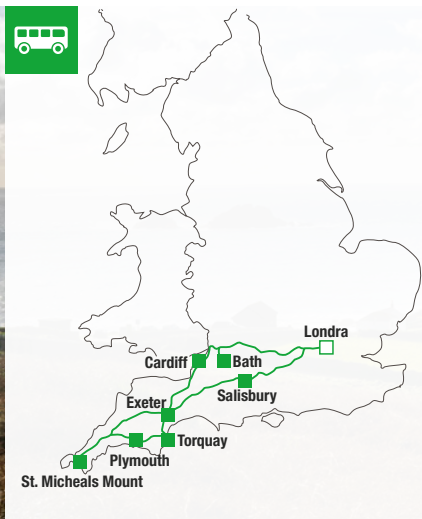 Londra
Cardiff
Bath
Salisbury
Exeter
Torquay
Plymouth
St. Micheals Mount